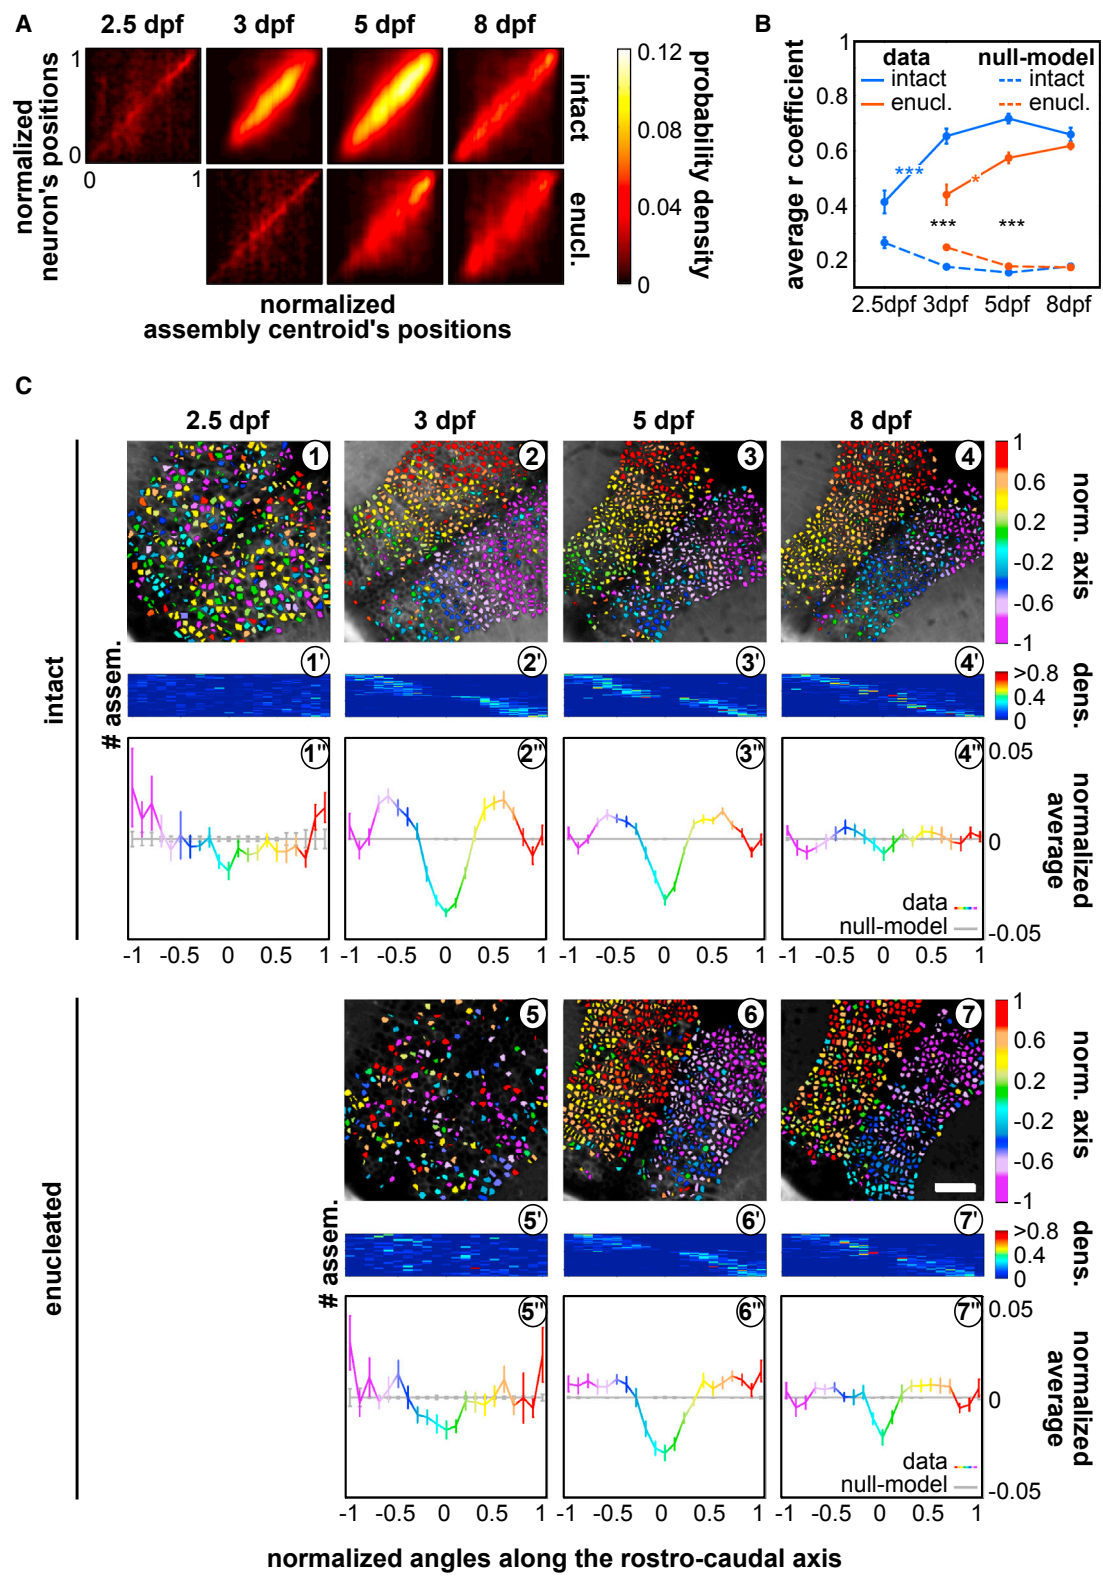 A
2.5 dpf
3 dpf
5 dpf
8 dpf
1
0
0
1
normalized
neuron's positions
intact
enucl.
0.12
0.08
0.04
0
probability density
normalized
assembly centroid's positions
B
1
0.8
0.6
0.4
0.2
average r coefficient
data
null-model
intact
intact
enucl.
enucl.
***
*
***
***
2.5dpf
3dpf
5dpf
8dpf
C
2.5 dpf
3 dpf
5 dpf
8 dpf
intact
1
2
3
4
1
0.6
0.2
-0.2
-0.6
-1
norm. axis
# assem.
1'
2'
3'
4'
>0.8
0.4
0
dens.
1"
2"
3"
4"
0.05
0
-0.05
normalized
average
data
null-model
-1 -0.5 0 0.5 1
-1 -0.5 0 0.5 1
-1 -0.5 0 0.5 1
-1 -0.5 0 0.5 1
enucleated
5
6
7
1
0.6
0.2
-0.2
-0.6
-1
norm. axis
# assem.
5'
6'
7'
>0.8
0.4
0
dens.
5"
6"
7"
0.05
0
-0.05
normalized
average
data
null-model
-1 -0.5 0 0.5 1
-1 -0.5 0 0.5 1
-1 -0.5 0 0.5 1
normalized angles along the rostro-caudal axis